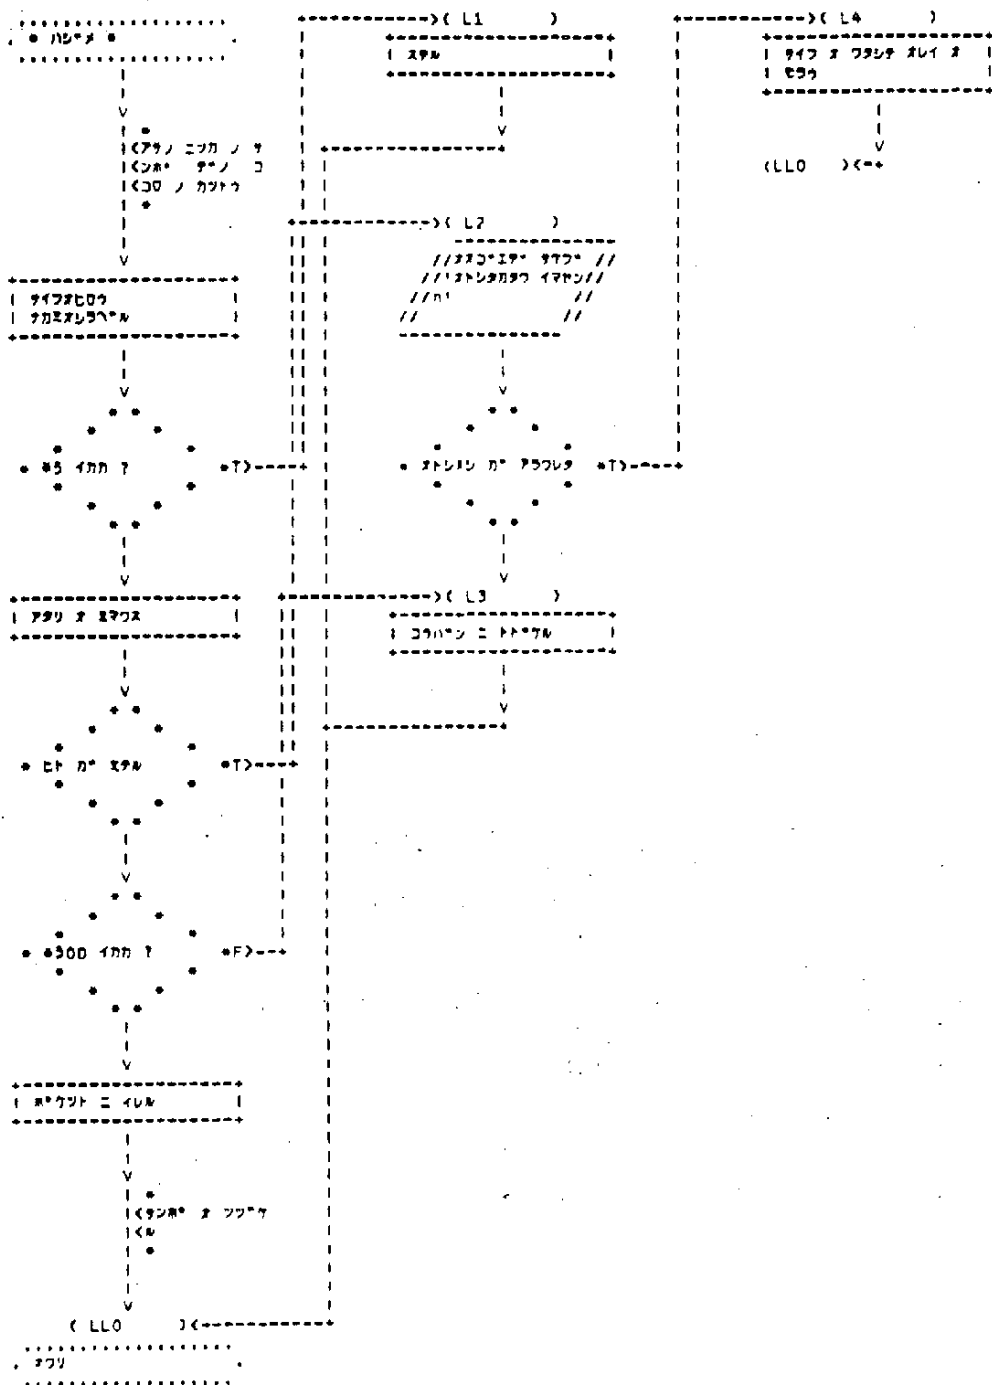 * ハジメ *
アサノ ニツカ ノ サ
ンポ デノ コ
コロ ノ カツトウ
サイフオヒロウ
ナカミオシラベル
イカカ ?
T
アタリ オ ミマワス
ヒト ガ ミテル
T
イカカ ?
F
ポケツト ニ イレル
サンポ オ ツヅケ
ル
( LL0 )
オワリ
( L1 )
ステル
( L2 )
オオゴエデ サケブ
'オトシタカタワ イマセン
カ'
オトシヌシ ガ アラワレタ
T
( L3 )
コウバン ニ トドケル
( L4 )
サイフ オ ワタシテ オレイ オ
モラウ
(LL0 )